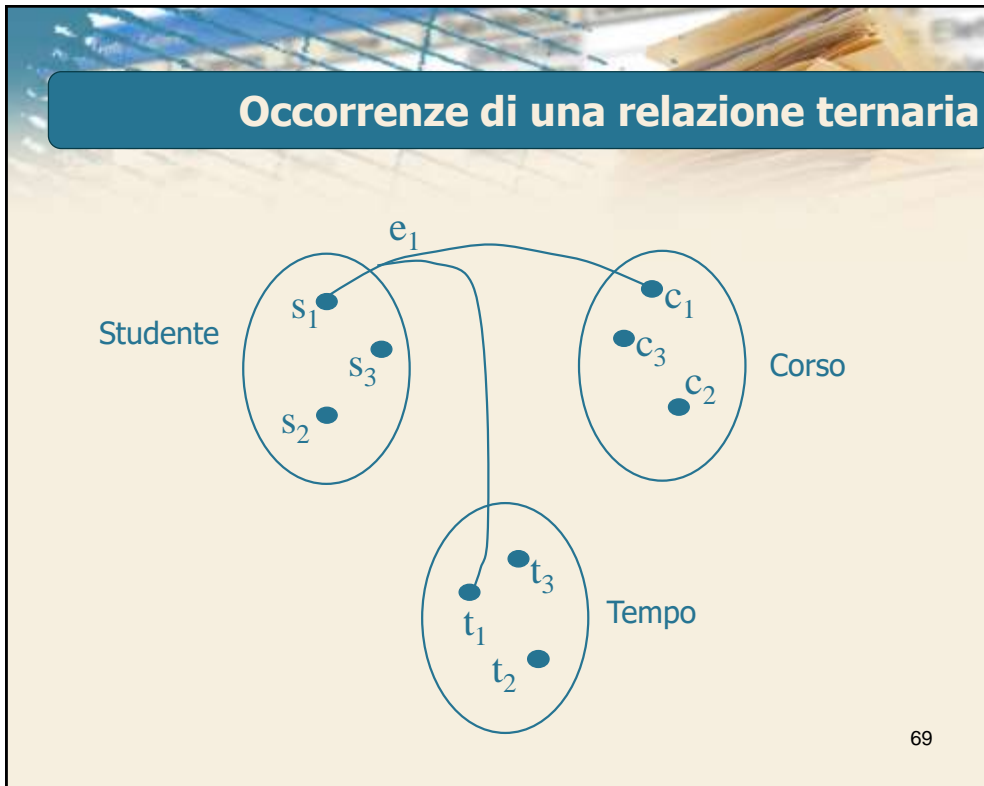 Occorrenze di una relazione ternaria
e₁
s₁
c₁
Studente
s₃
c₃
Corso
c₂
s₂
t₃
t₁
Tempo
t₂
69